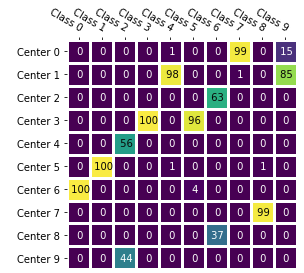 Class 0 Class 1 Class 2 Class 3 Class 4 Class 5 Class 6 Class 7 Class 8 Class 9
Center 0 0 0 0 0 1 0 0 99 0 15
Center 1 0 0 0 0 98 0 0 1 0 85
Center 2 0 0 0 0 0 0 63 0 0 0
Center 3 0 0 0 100 0 96 0 0 0 0
Center 4 0 0 56 0 0 0 0 0 0 0
Center 5 0 100 0 0 1 0 0 0 1 0
Center 6 100 0 0 0 0 4 0 0 0 0
Center 7 0 0 0 0 0 0 0 0 99 0
Center 8 0 0 0 0 0 0 37 0 0 0
Center 9 0 0 44 0 0 0 0 0 0 0